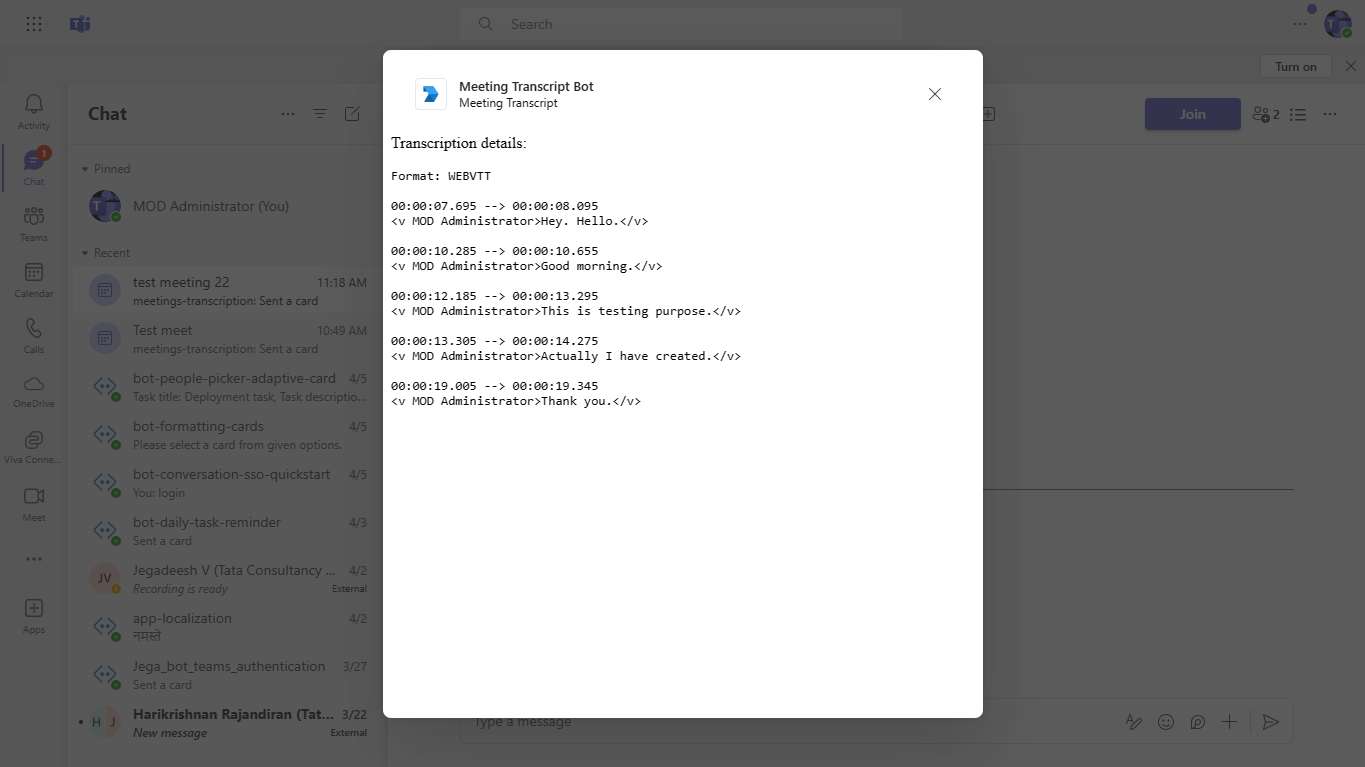 Search
Turn on
Chat
Join
2
Activity
1
Chat
Teams
Calendar
Calls
OneDrive
Viva Conne...
Meet
Apps
Pinned
MOD Administrator (You)
Recent
test meeting 22 11:18 AM
meetings-transcription: Sent a card
Test meet 10:49 AM
meetings-transcription: Sent a card
bot-people-picker-adaptive-card 4/5
Task title: Deployment task, Task descriptio...
bot-formatting-cards 4/5
Please select a card from given options.
bot-conversation-sso-quickstart 4/5
You: login
bot-daily-task-reminder 4/3
Sent a card
JV
Jegadeesh V (Tata Consultancy ... 4/2
Recording is ready External
app-localization 4/2
नमस्ते
Jega_bot_teams_authentication 3/27
Sent a card
H J
Harikrishnan Rajandiran (Tat... 3/22
New message External
Meeting Transcript Bot
Meeting Transcript
Transcription details:
Format: WEBVTT
00:00:07.695 --> 00:00:08.095
<v MOD Administrator>Hey. Hello.</v>
00:00:10.285 --> 00:00:10.655
<v MOD Administrator>Good morning.</v>
00:00:12.185 --> 00:00:13.295
<v MOD Administrator>This is testing purpose.</v>
00:00:13.305 --> 00:00:14.275
<v MOD Administrator>Actually I have created.</v>
00:00:19.005 --> 00:00:19.345
<v MOD Administrator>Thank you.</v>
Type a message